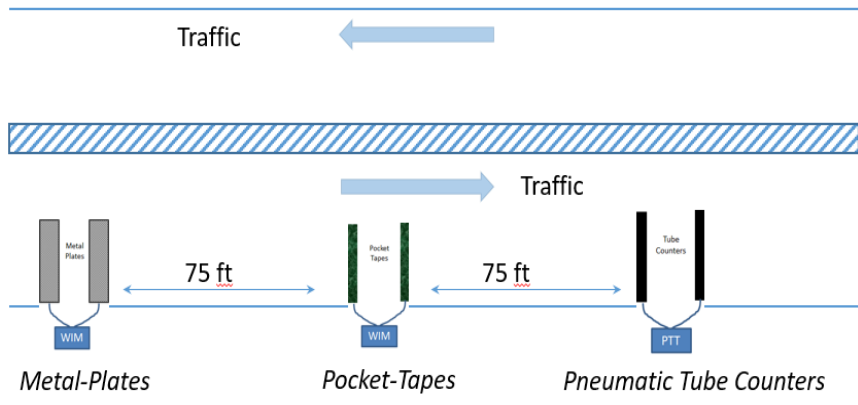 Traffic
Traffic
Metal
Plates
75 ft
Pocket
Tapes
75 ft
Tube
Counters
WIM
WIM
PTT
Metal-Plates
Pocket-Tapes
Pneumatic Tube Counters